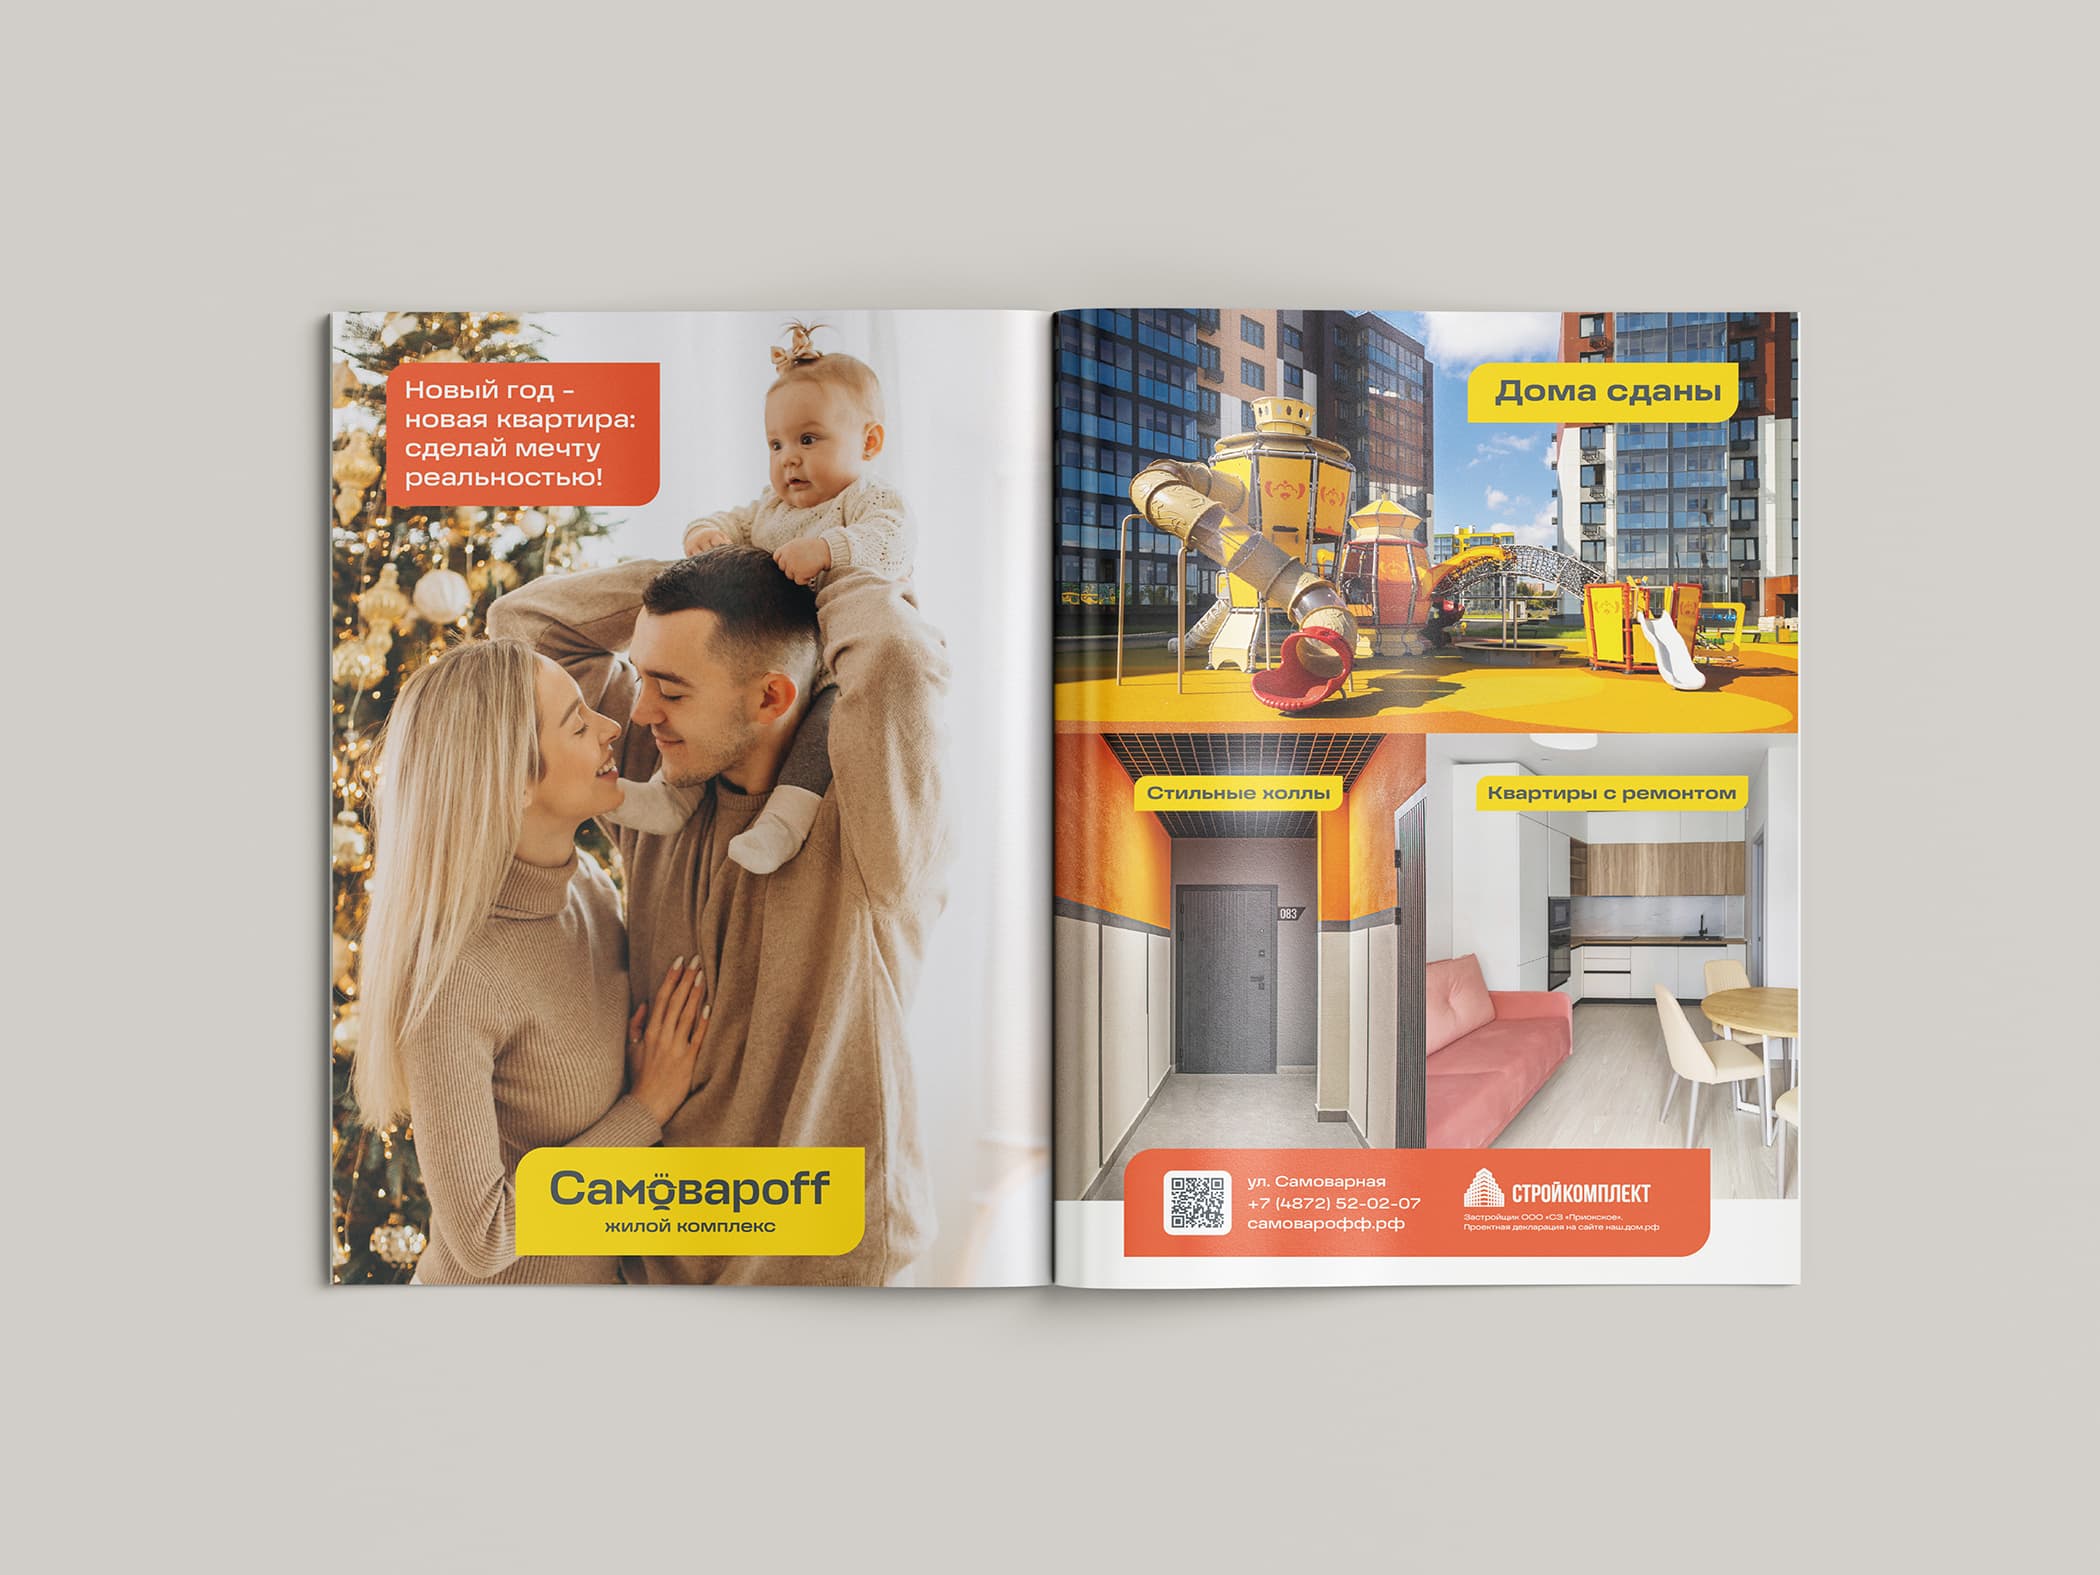 Новый год -
новая квартира:
сделай мечту
реальностью!
Самовароff
жилой комплекс
Дома сданы
Стильные холлы
Квартиры с ремонтом
083
ул. Самоварная
+7 (4872) 52-02-07
самоварофф.рф
СТРОЙКОМПЛЕКТ
Застройщик ООО «СЗ «Приокское».
Проектная декларация на сайте наш.дом.рф